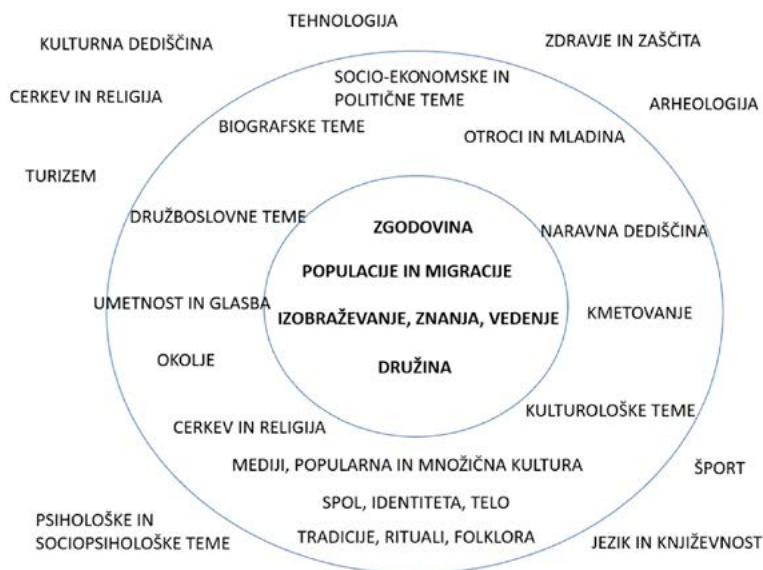 TEHNOLOGIJA
KULTURNA DEDIŠČINA
ZDRAVJE IN ZAŠČITA
SOCIO-EKONOMSKE IN
POLITIČNE TEME
CERKEV IN RELIGIJA
ARHEOLOGIJA
BIOGRAFSKE TEME
OTROCI IN MLADINA
TURIZEM
DRUŽBOSLOVNE TEME
ZGODOVINA
NARAVNA DEDIŠČINA
POPULACIJE IN MIGRACIJE
UMETNOST IN GLASBA
IZOBRAŽEVANJE, ZNANJA, VEDENJE
KMETOVANJE
OKOLJE
DRUŽINA
KULTUROLOŠKE TEME
CERKEV IN RELIGIJA
MEDIJI, POPULARNA IN MNOŽIČNA KULTURA
ŠPORT
SPOL, IDENTITETA, TELO
PSIHOLOŠKE IN
SOCIOPSIHOLOŠKE TEME
TRADICIJE, RITUALI, FOLKLORA
JEZIK IN KNJIŽEVNOST